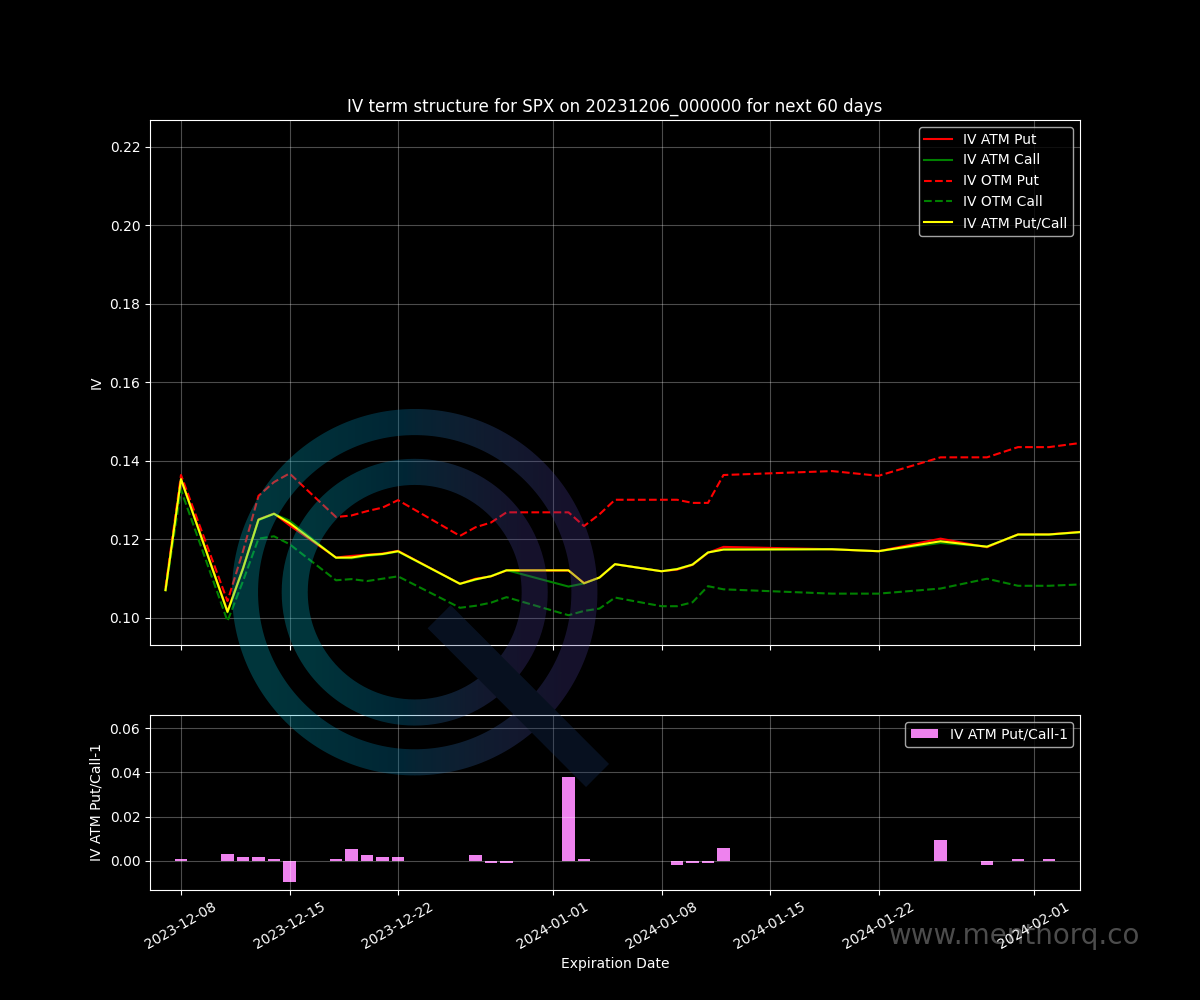 IV term structure for SPX on 20231206_000000 for next 60 days
IV
0.22
0.20
0.18
0.16
0.14
0.12
0.10
IV ATM Put
IV ATM Call
IV OTM Put
IV OTM Call
IV ATM Put/Call
IV ATM Put/Call-1
0.06
0.04
0.02
0.00
IV ATM Put/Call-1
2023-12-08
2023-12-15
2023-12-22
2024-01-01
2024-01-08
2024-01-15
2024-01-22
2024-02-01
www.menthorq.co
Expiration Date